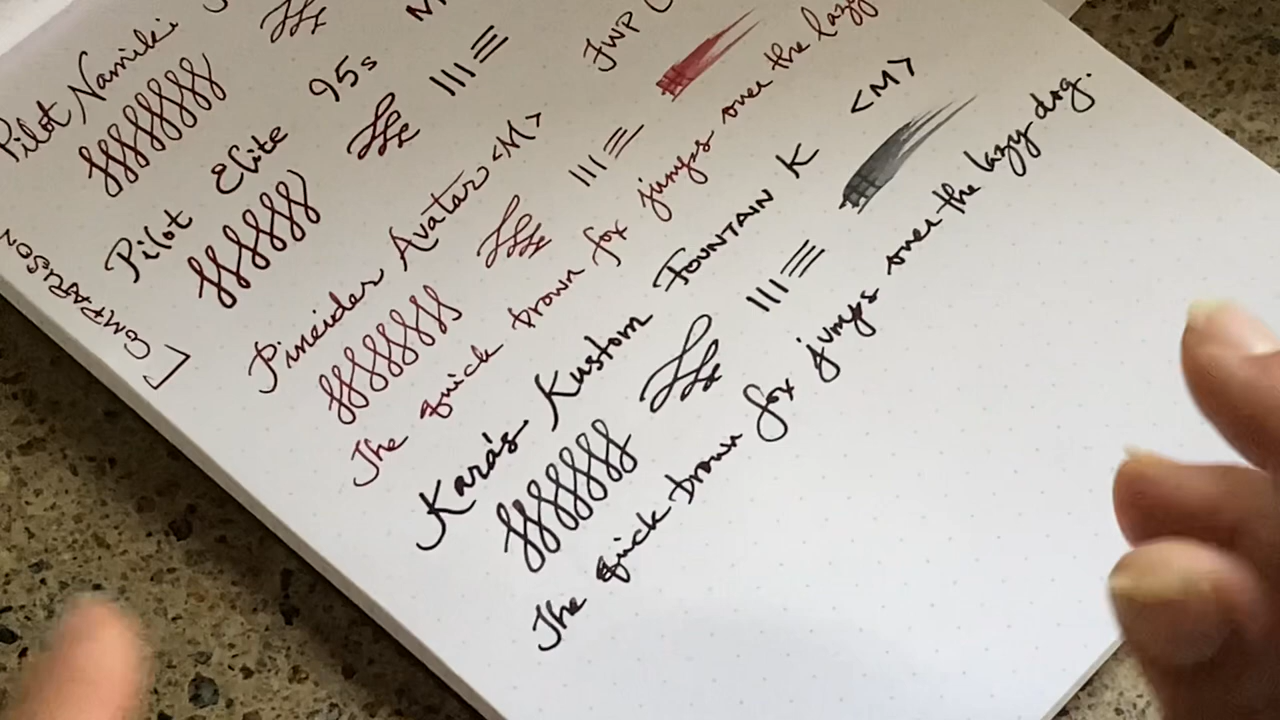 Pilot Namiki
Pilot Elite 95s M
Pineider Avatar <M> FWP
The quick brown fox jumps over the lazy
Kara's Kustom FOUNTAIN K <M>
The quick brown fox jumps over the lazy dog.
COMPARISON